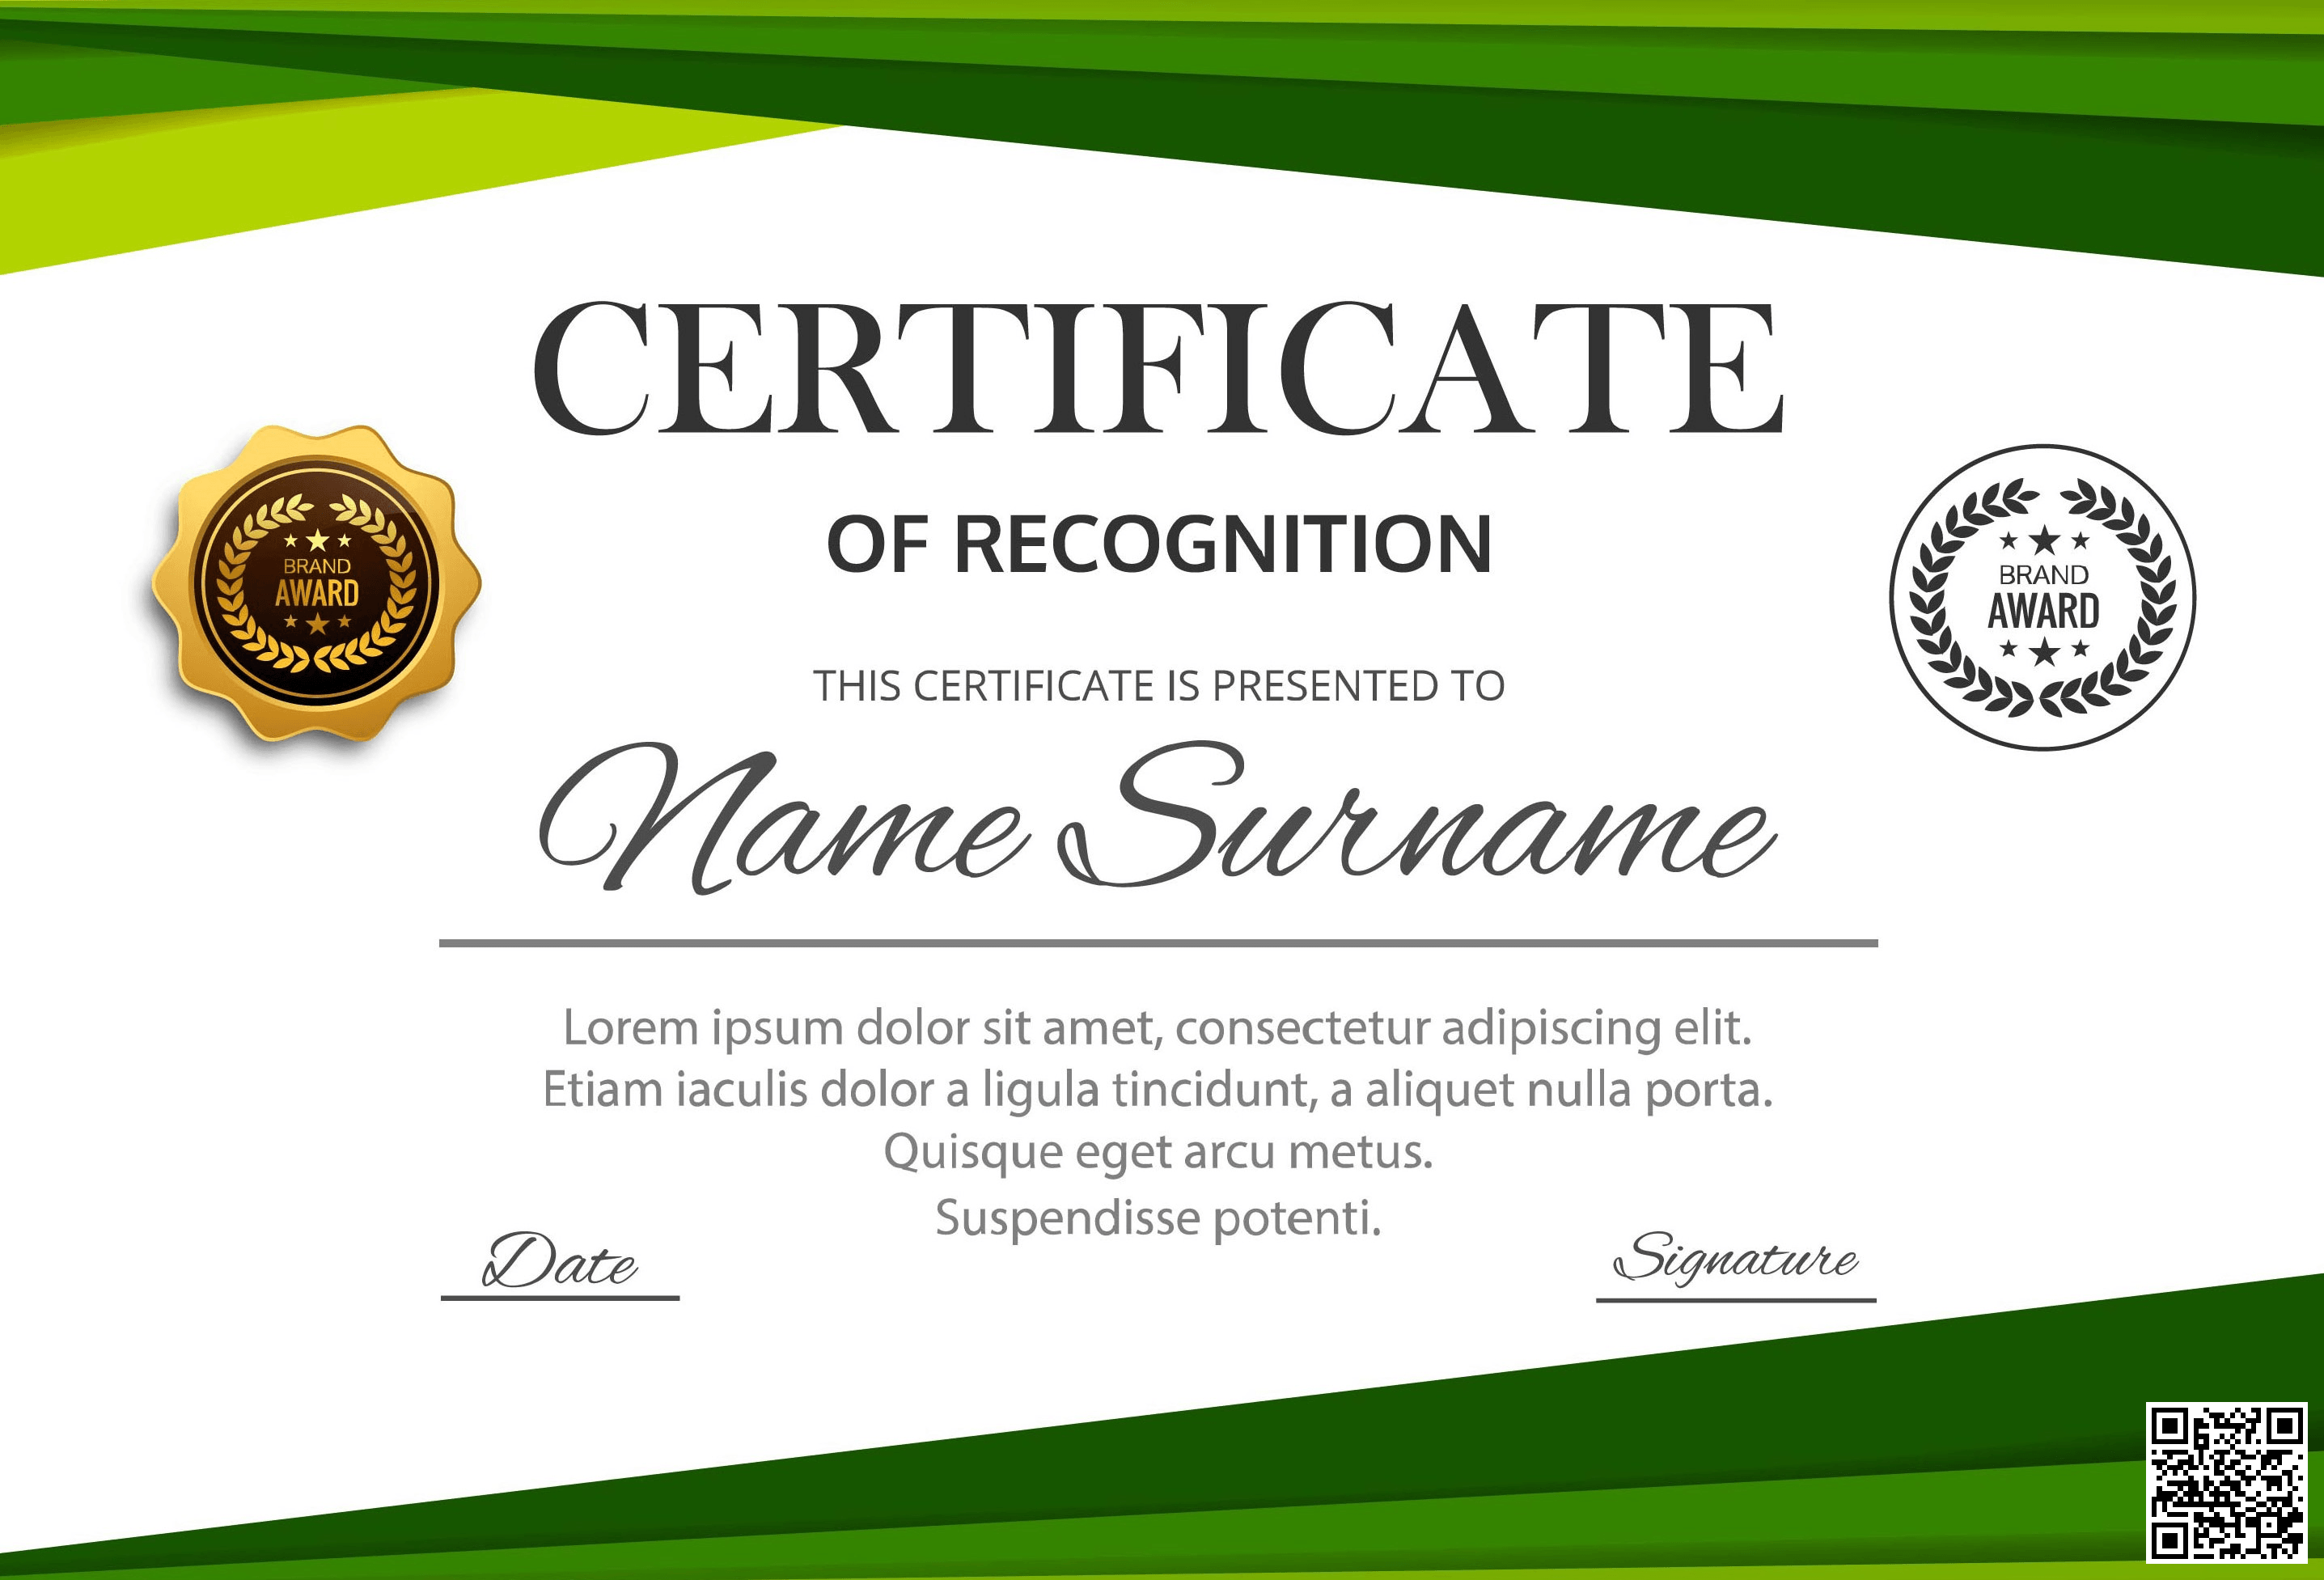 CERTIFICATE
OF RECOGNITION
BRAND
AWARD
BRAND
AWARD
THIS CERTIFICATE IS PRESENTED TO
Name Surname
Lorem ipsum dolor sit amet, consectetur adipiscing elit.
Etiam iaculis dolor a ligula tincidunt, a aliquet nulla porta.
Quisque eget arcu metus.
Suspendisse potenti.
Date
Signature